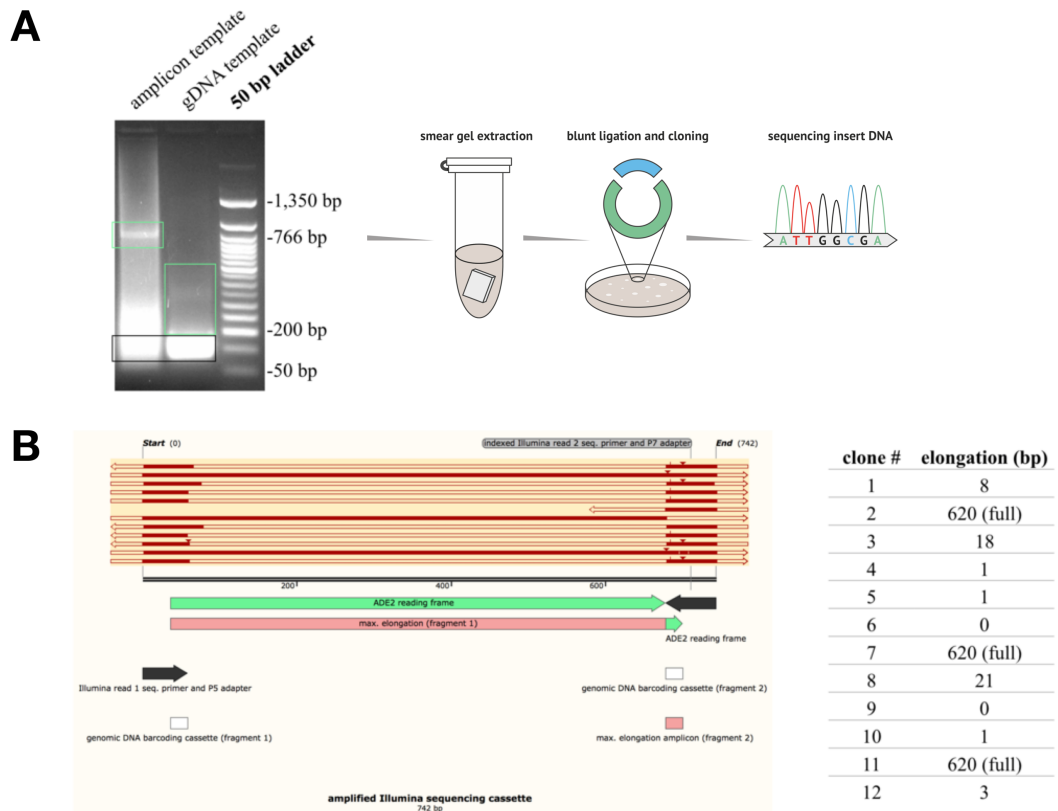 A
amplicon template
gDNA template
50 bp ladder
-1,350 bp
-766 bp
-200 bp
-50 bp
smear gel extraction
blunt ligation and cloning
sequencing insert DNA
A T T G G C G A
B
Start (0)
indexed Illumina read 2 seq. primer and P7 adapter
End (742)
200
400
600
ADE2 reading frame
max. elongation (fragment 1)
ADE2 reading frame
Illumina read 1 seq. primer and P5 adapter
genomic DNA barcoding cassette (fragment 2)
genomic DNA barcoding cassette (fragment 1)
max. elongation amplicon (fragment 2)
amplified Illumina sequencing cassette
742 bp
clone # elongation (bp)
1 8
2 620 (full)
3 18
4 1
5 1
6 0
7 620 (full)
8 21
9 0
10 1
11 620 (full)
12 3